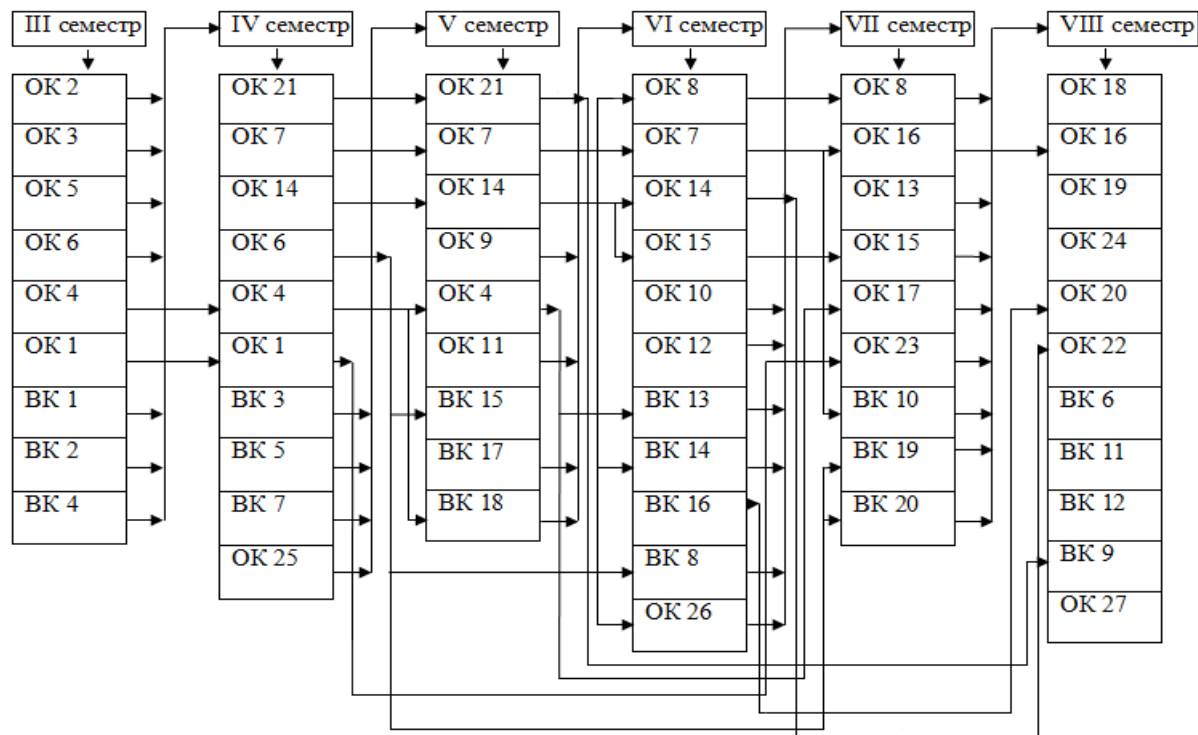 III семестр
ОК 2
ОК 3
ОК 5
ОК 6
ОК 4
ОК 1
ВК 1
ВК 2
ВК 4
IV семестр
ОК 21
ОК 7
ОК 14
ОК 6
ОК 4
ОК 1
ВК 3
ВК 5
ВК 7
ОК 25
V семестр
ОК 21
ОК 7
ОК 14
ОК 9
ОК 4
ОК 11
ВК 15
ВК 17
ВК 18
VI семестр
ОК 8
ОК 7
ОК 14
ОК 15
ОК 10
ОК 12
ВК 13
ВК 14
ВК 16
ВК 8
ОК 26
VII семестр
ОК 8
ОК 16
ОК 13
ОК 15
ОК 17
ОК 23
ВК 10
ВК 19
ВК 20
VIII семестр
ОК 18
ОК 16
ОК 19
ОК 24
ОК 20
ОК 22
ВК 6
ВК 11
ВК 12
ВК 9
ОК 27